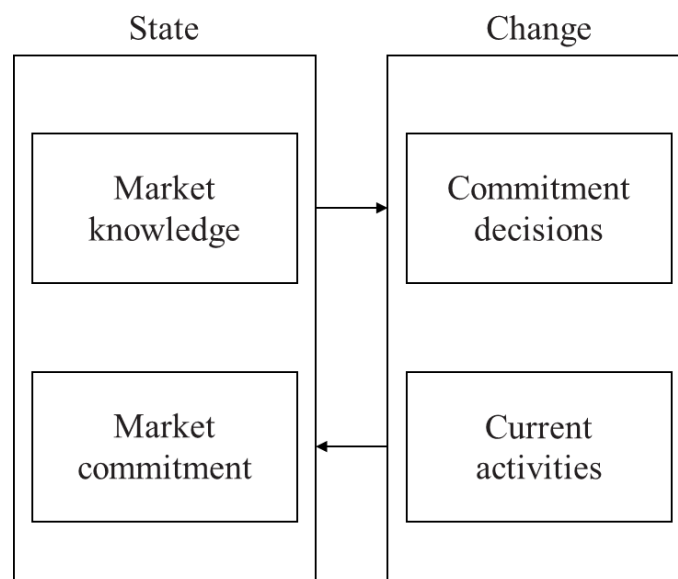 State
Change
Market
knowledge
Commitment
decisions
Market
commitment
Current
activities